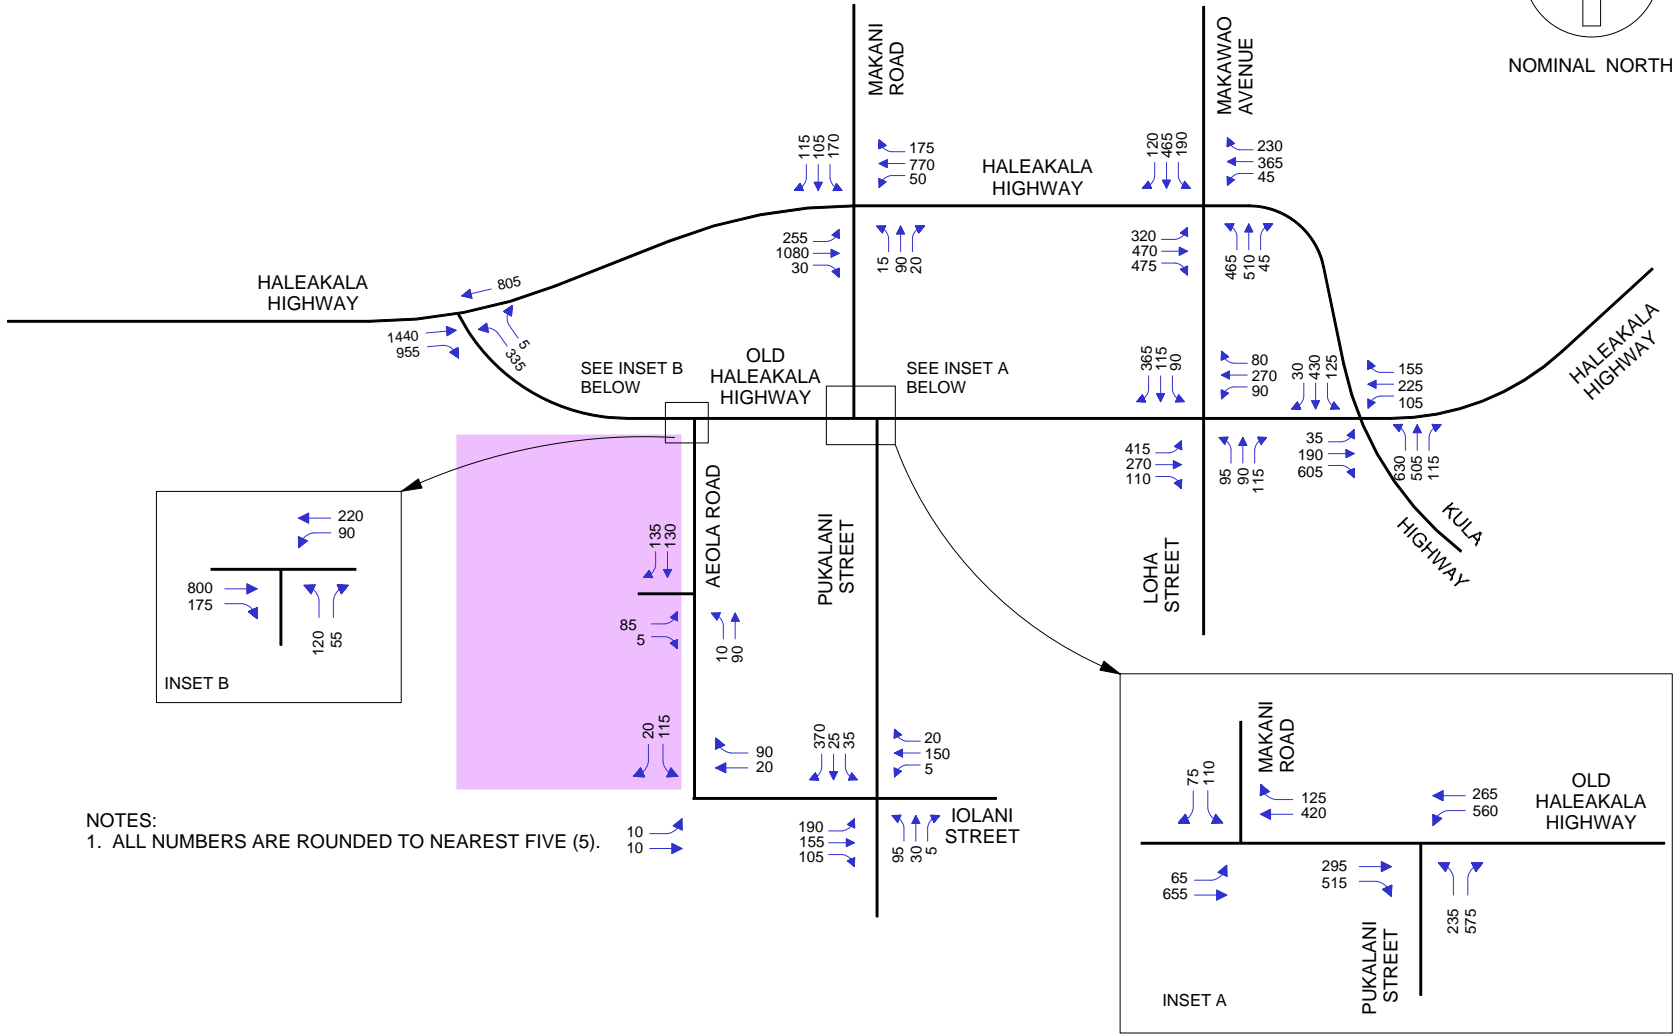 NOMINAL NORTH
MAKANI
ROAD
MAKAWAO
AVENUE
115
105
170
175
770
50
HALEAKALA
HIGHWAY
120
465
190
230
365
45
255
1080
30
15
90
20
320
470
475
465
510
45
HALEAKALA
HIGHWAY
805
1440
955
5
335
SEE INSET B
BELOW
OLD
HALEAKALA
HIGHWAY
SEE INSET A
BELOW
365
115
90
80
270
90
30
430
125
155
225
105
HALEAKALA
HIGHWAY
415
270
110
95
90
115
35
190
605
630
505
115
KULA
HIGHWAY
220
90
800
175
120
55
INSET B
AEOLA ROAD
135
130
85
5
10
90
PUKALANI
STREET
LOHA
STREET
20
115
90
20
370
25
35
20
150
5
10
10
190
155
105
95
30
5
IOLANI
STREET
NOTES:
1. ALL NUMBERS ARE ROUNDED TO NEAREST FIVE (5).
75
110
MAKANI
ROAD
125
420
265
560
OLD
HALEAKALA
HIGHWAY
65
655
295
515
235
575
PUKALANI
STREET
INSET A